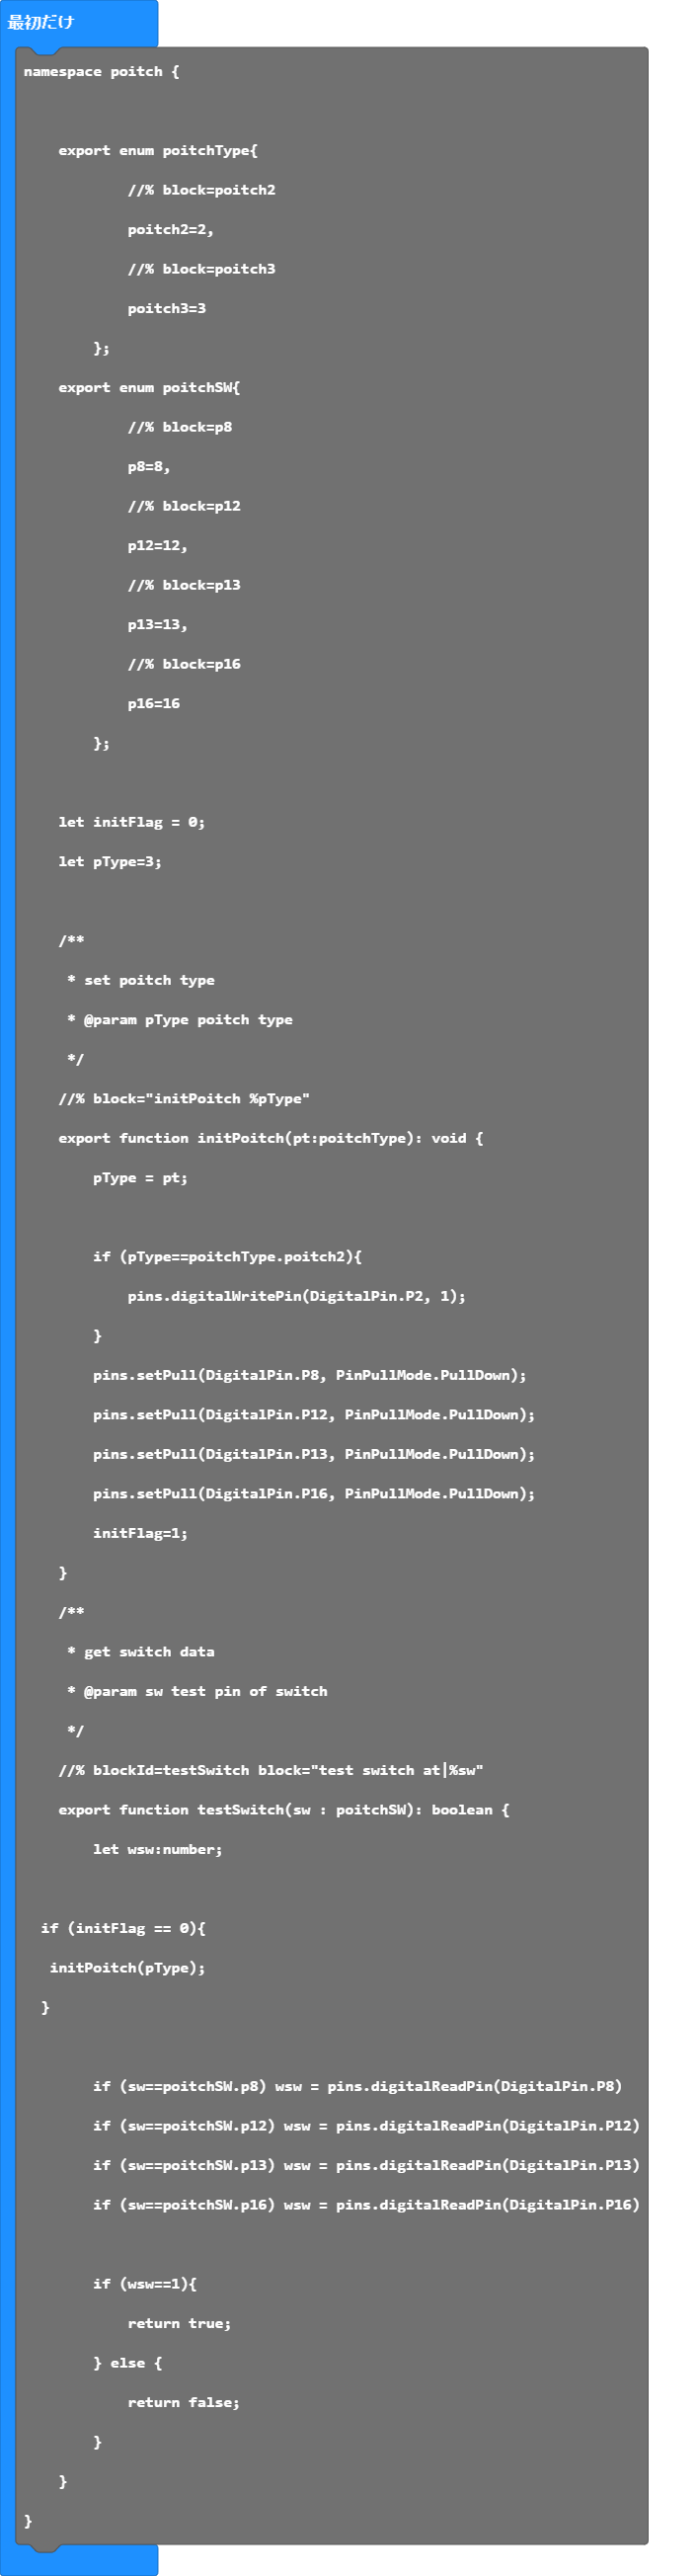 最初だけ
namespace poitch {
export enum poitchType{
//% block=poitch2
poitch2=2,
//% block=poitch3
poitch3=3
};
export enum poitchSW{
//% block=p8
p8=8,
//% block=p12
p12=12,
//% block=p13
p13=13,
//% block=p16
p16=16
};
let initFlag = 0;
let pType=3;
/**
* set poitch type
* @param pType poitch type
*/
//% block="initPoitch %pType"
export function initPoitch(pt:poitchType): void {
pType = pt;
if (pType==poitchType.poitch2){
pins.digitalWritePin(DigitalPin.P2, 1);
}
pins.setPull(DigitalPin.P8, PinPullMode.PullDown);
pins.setPull(DigitalPin.P12, PinPullMode.PullDown);
pins.setPull(DigitalPin.P13, PinPullMode.PullDown);
pins.setPull(DigitalPin.P16, PinPullMode.PullDown);
initFlag=1;
}
/**
* get switch data
* @param sw test pin of switch
*/
//% blockId=testSwitch block="test switch at|%sw"
export function testSwitch(sw : poitchSW): boolean {
let wsw:number;
if (initFlag == 0){
initPoitch(pType);
}
if (sw==poitchSW.p8) wsw = pins.digitalReadPin(DigitalPin.P8)
if (sw==poitchSW.p12) wsw = pins.digitalReadPin(DigitalPin.P12)
if (sw==poitchSW.p13) wsw = pins.digitalReadPin(DigitalPin.P13)
if (sw==poitchSW.p16) wsw = pins.digitalReadPin(DigitalPin.P16)
if (wsw==1){
return true;
} else {
return false;
}
}
}